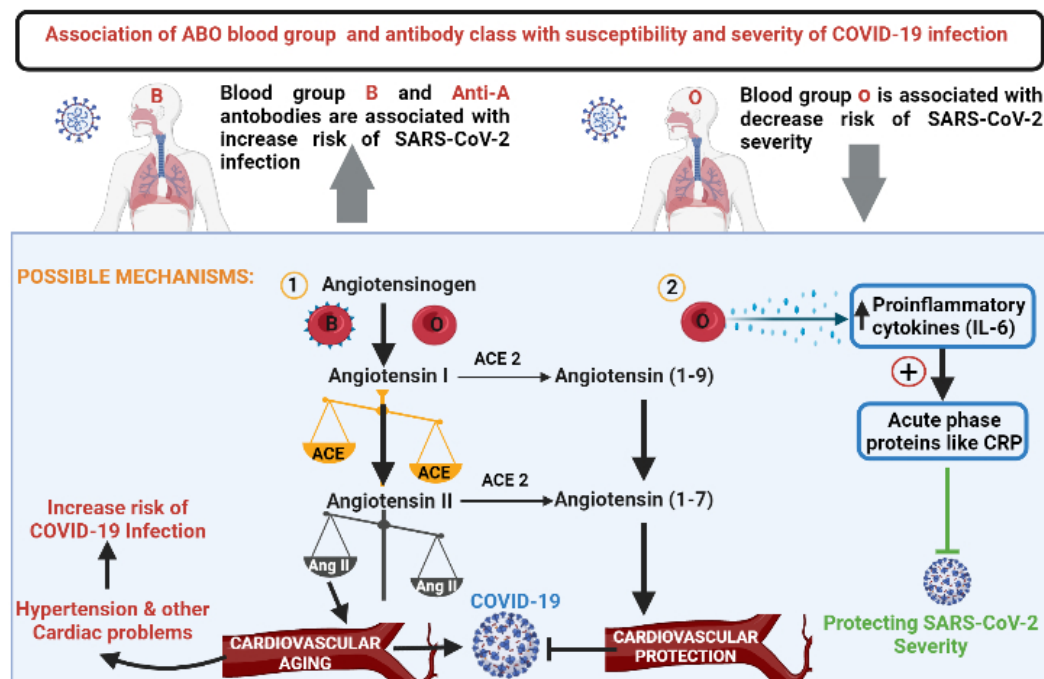 Association of ABO blood group and antibody class with susceptibility and severity of COVID-19 infection
B
Blood group B and Anti-A
antobodies are associated with
increase risk of SARS-CoV-2
infection
O
Blood group o is associated with
decrease risk of SARS-CoV-2
severity
POSSIBLE MECHANISMS:
1
Angiotensinogen
B
O
Angiotensin I
ACE 2
Angiotensin (1-9)
ACE
ACE
Angiotensin II
ACE 2
Angiotensin (1-7)
Ang II
Ang II
Increase risk of
COVID-19 Infection
Hypertension & other
Cardiac problems
CARDIOVASCULAR
AGING
COVID-19
CARDIOVASCULAR
PROTECTION
2
O
Proinflammatory
cytokines (IL-6)
+
Acute phase
proteins like CRP
Protecting SARS-CoV-2
Severity